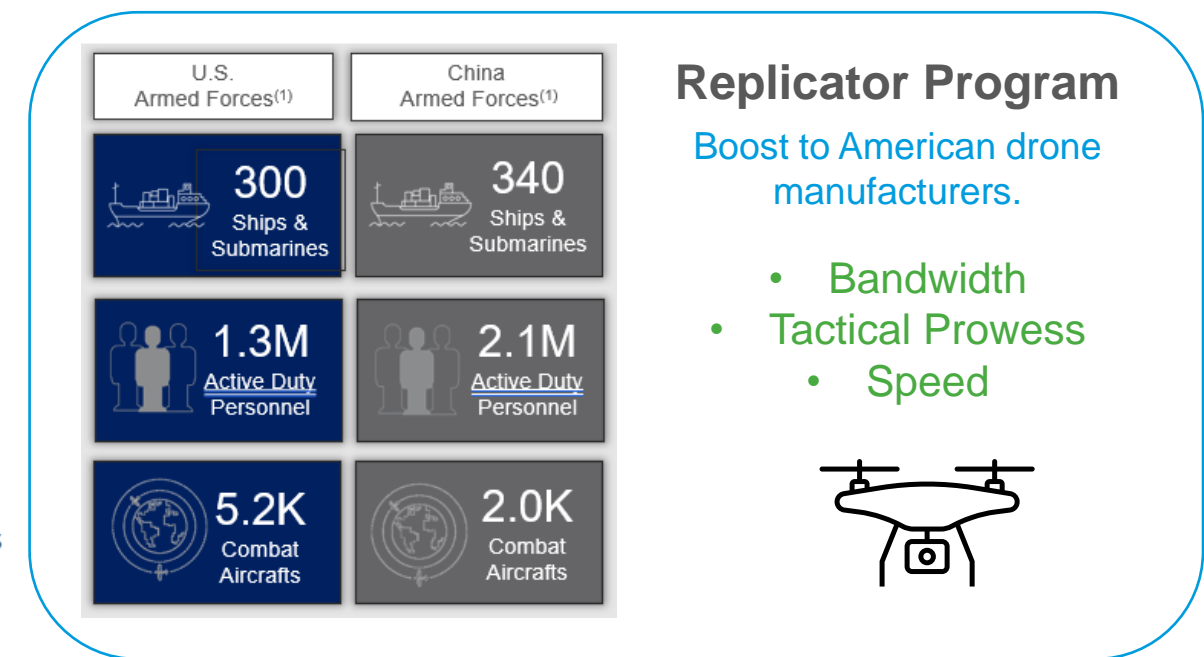 U.S.
Armed Forces(1)
China
Armed Forces(1)
300
Ships &
Submarines
340
Ships &
Submarines
1.3M
Active Duty
Personnel
2.1M
Active Duty
Personnel
5.2K
Combat
Aircrafts
2.0K
Combat
Aircrafts
Replicator Program
Boost to American drone
manufacturers.
• Bandwidth
• Tactical Prowess
• Speed
s